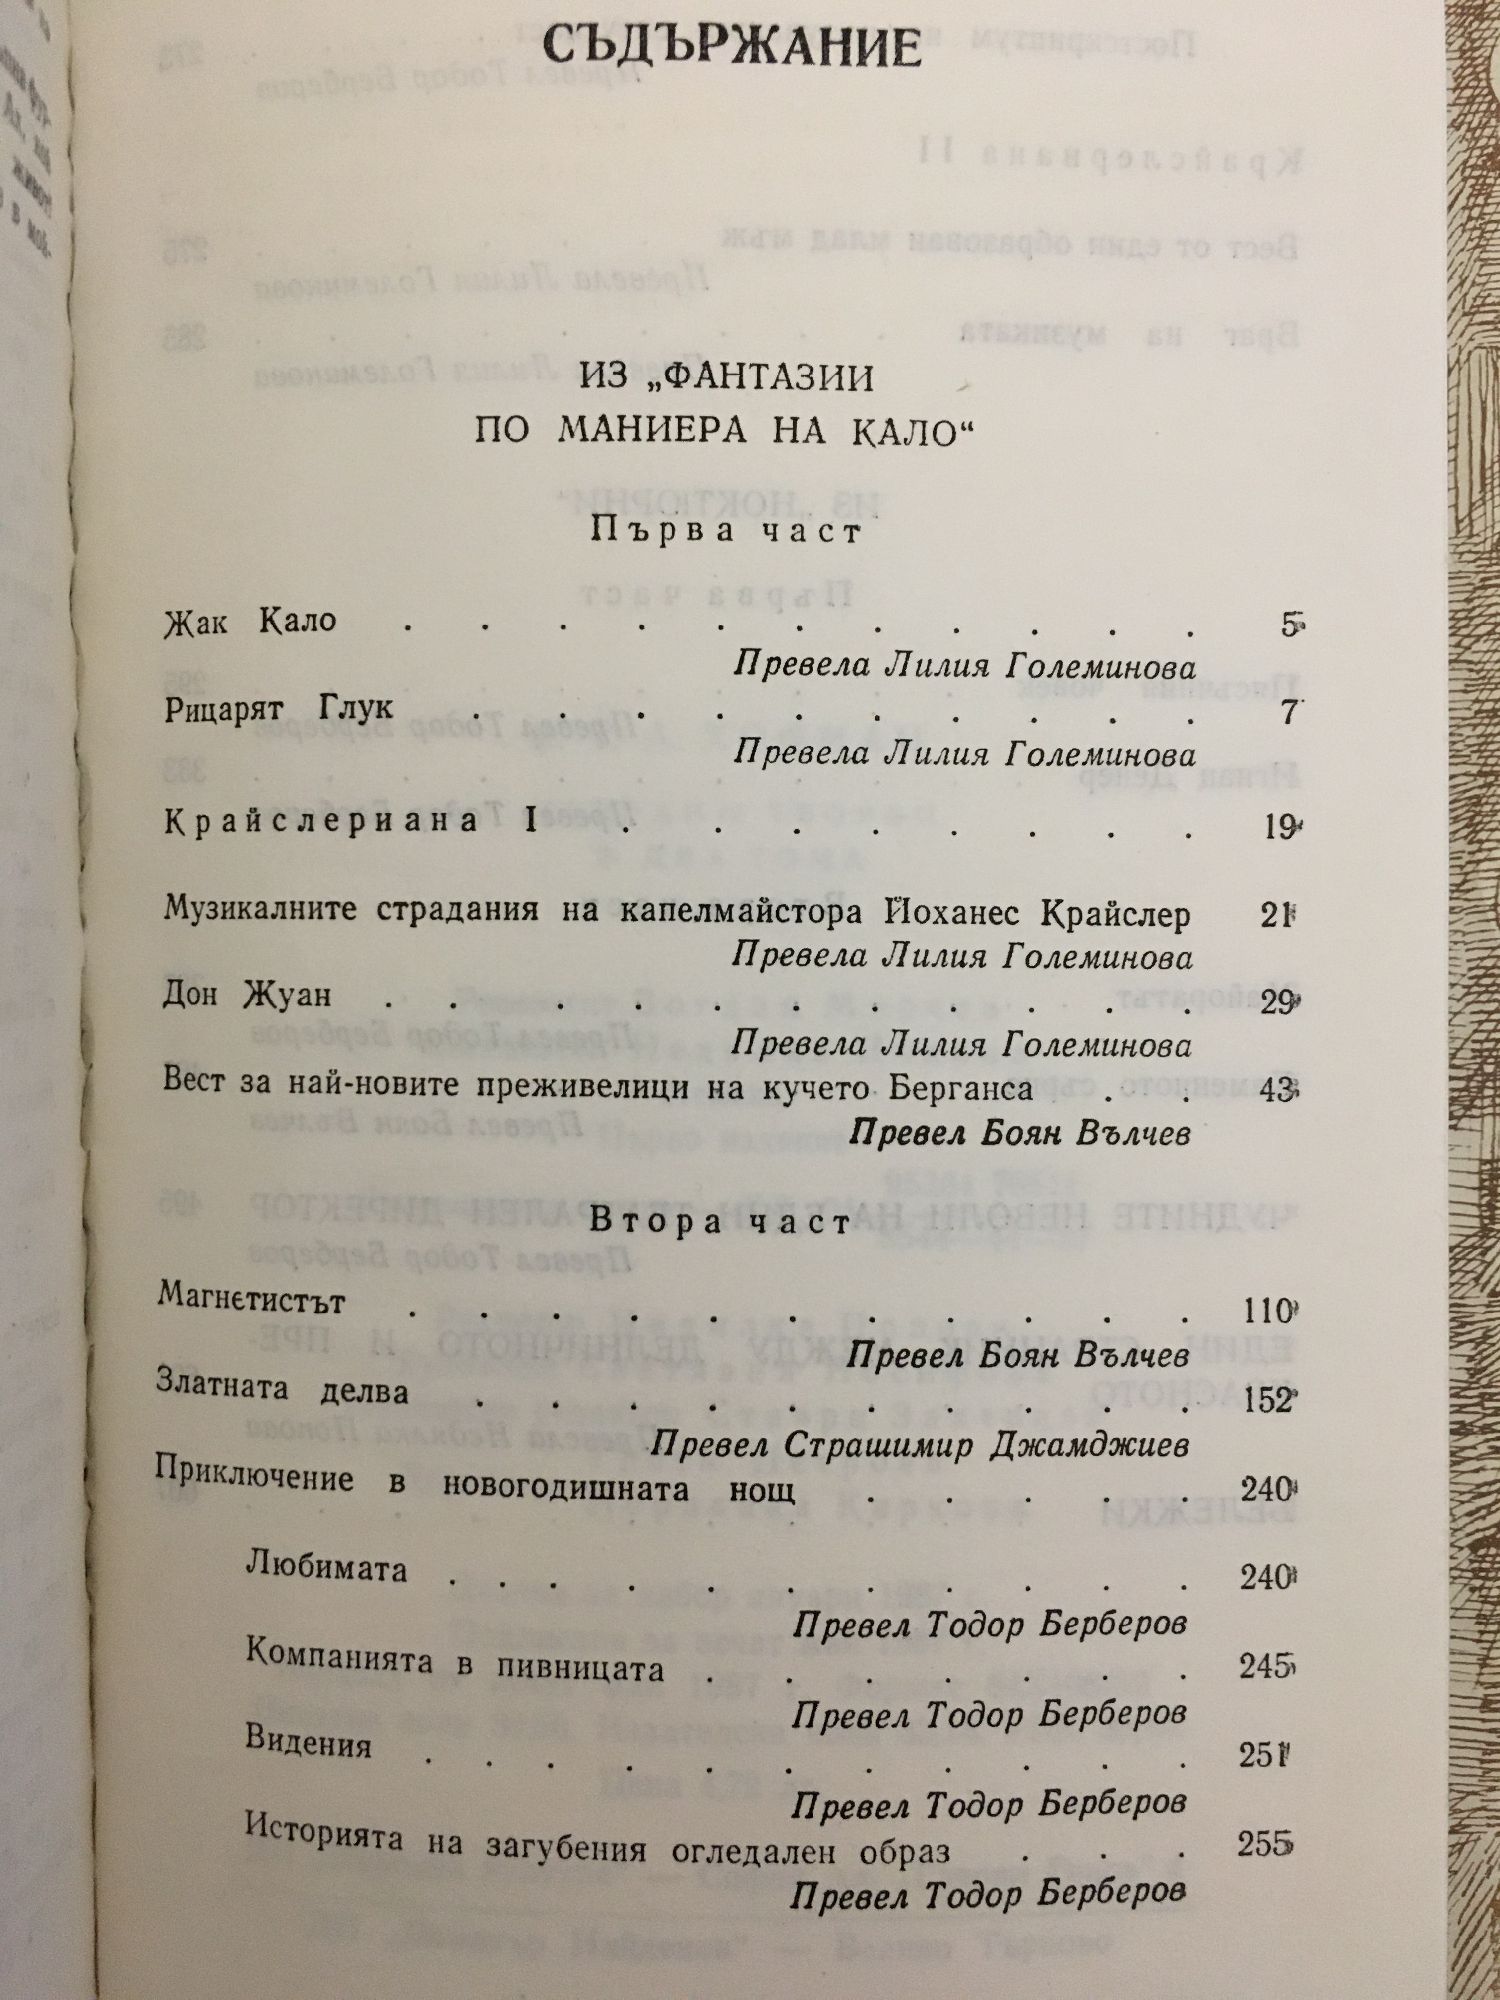 СЪДЪРЖАНИЕ
ИЗ „ФАНТАЗИИ
ПО МАНИЕРА НА КАЛО“
Първа част
Жак Кало . . . . . . . . . . . 5
Превела Лилия Големинова
Рицарят Глук . . . . . . . . . . 7
Превела Лилия Големинова
Крайслериана I . . . . . . . . 19
Музикалните страдания на капелмайстора Йоханес Крайслер 21
Превела Лилия Големинова
Дон Жуан . . . . . . . . . . . 29
Превела Лилия Големинова
Вест за най-новите преживелици на кучето Берганса . . 43
Превел Боян Вълчев
Втора част
Магнетистът . . . . . . . . . . . 110
Превел Боян Вълчев
Златната делва . . . . . . . . . . 152
Превел Страшимир Джамджиев
Приключение в новогодишната нощ . . . . . 240
Любимата . . . . . . . . . . . 240
Превел Тодор Берберов
Компанията в пивницата . . . . . . . 245
Превел Тодор Берберов
Видения . . . . . . . . . . . 251
Превел Тодор Берберов
Историята на загубения огледален образ . . . 255
Превел Тодор Берберов